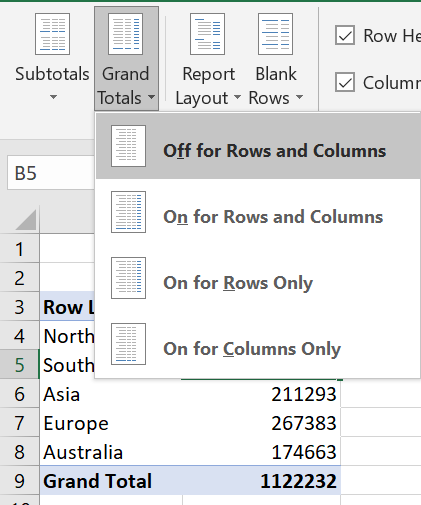 Subtotals
Grand Totals
Report Layout
Blank Rows
Row He
Column
Off for Rows and Columns
On for Rows and Columns
On for Rows Only
On for Columns Only
B5
1
2
3 Row L
4 North
5 South
6 Asia 211293
7 Europe 267383
8 Australia 174663
9 Grand Total 1122232